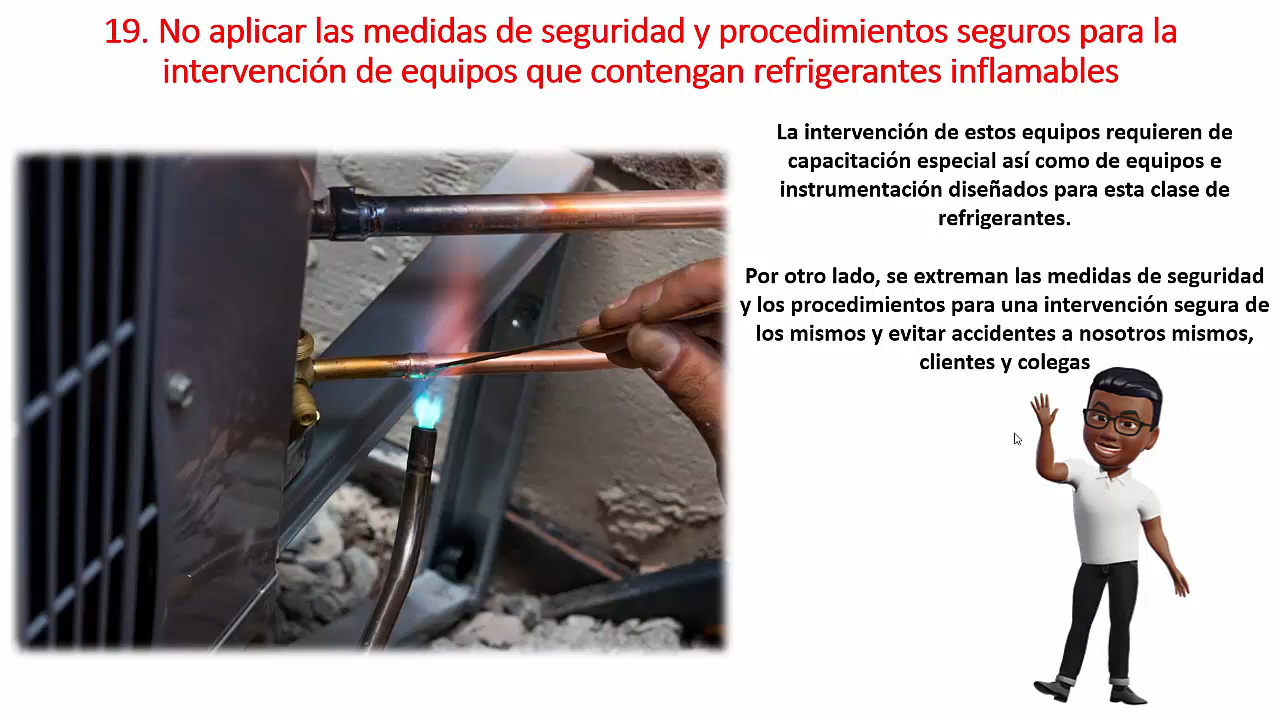 19. No aplicar las medidas de seguridad y procedimientos seguros para la
intervención de equipos que contengan refrigerantes inflamables
La intervención de estos equipos requieren de
capacitación especial así como de equipos e
instrumentación diseñados para esta clase de
refrigerantes.
Por otro lado, se extreman las medidas de seguridad
y los procedimientos para una intervención segura de
los mismos y evitar accidentes a nosotros mismos,
clientes y colegas